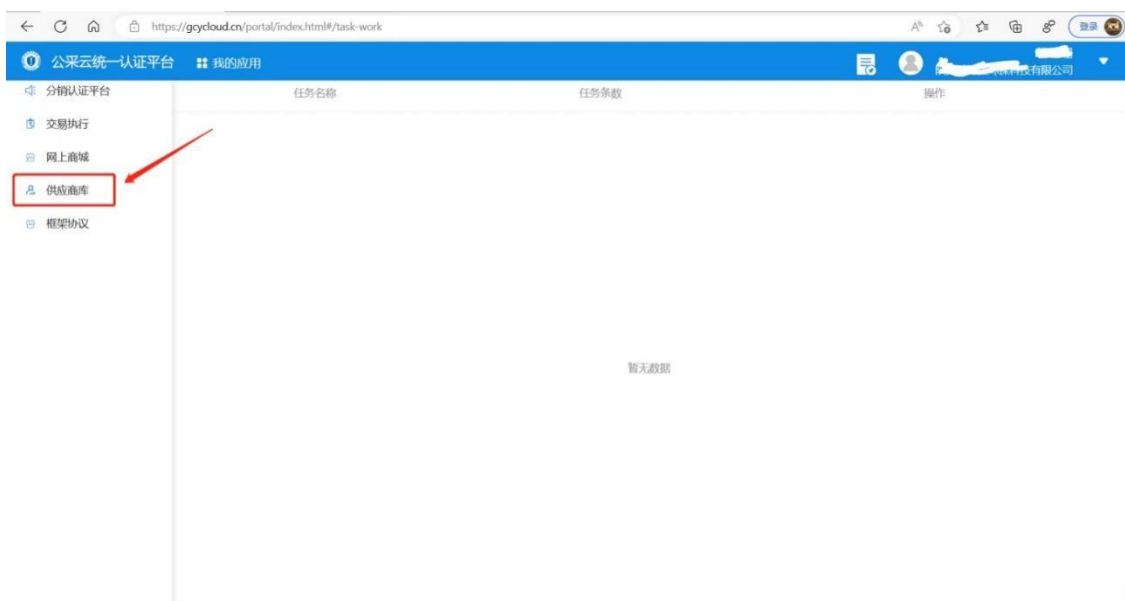 https://gcycloud.cn/portal/index.html#/task-work
登录
公采云统一认证平台
我的应用
有限公司
分销认证平台
任务名称
任务条数
操作
交易执行
网上商城
供应商库
框架协议
暂无数据